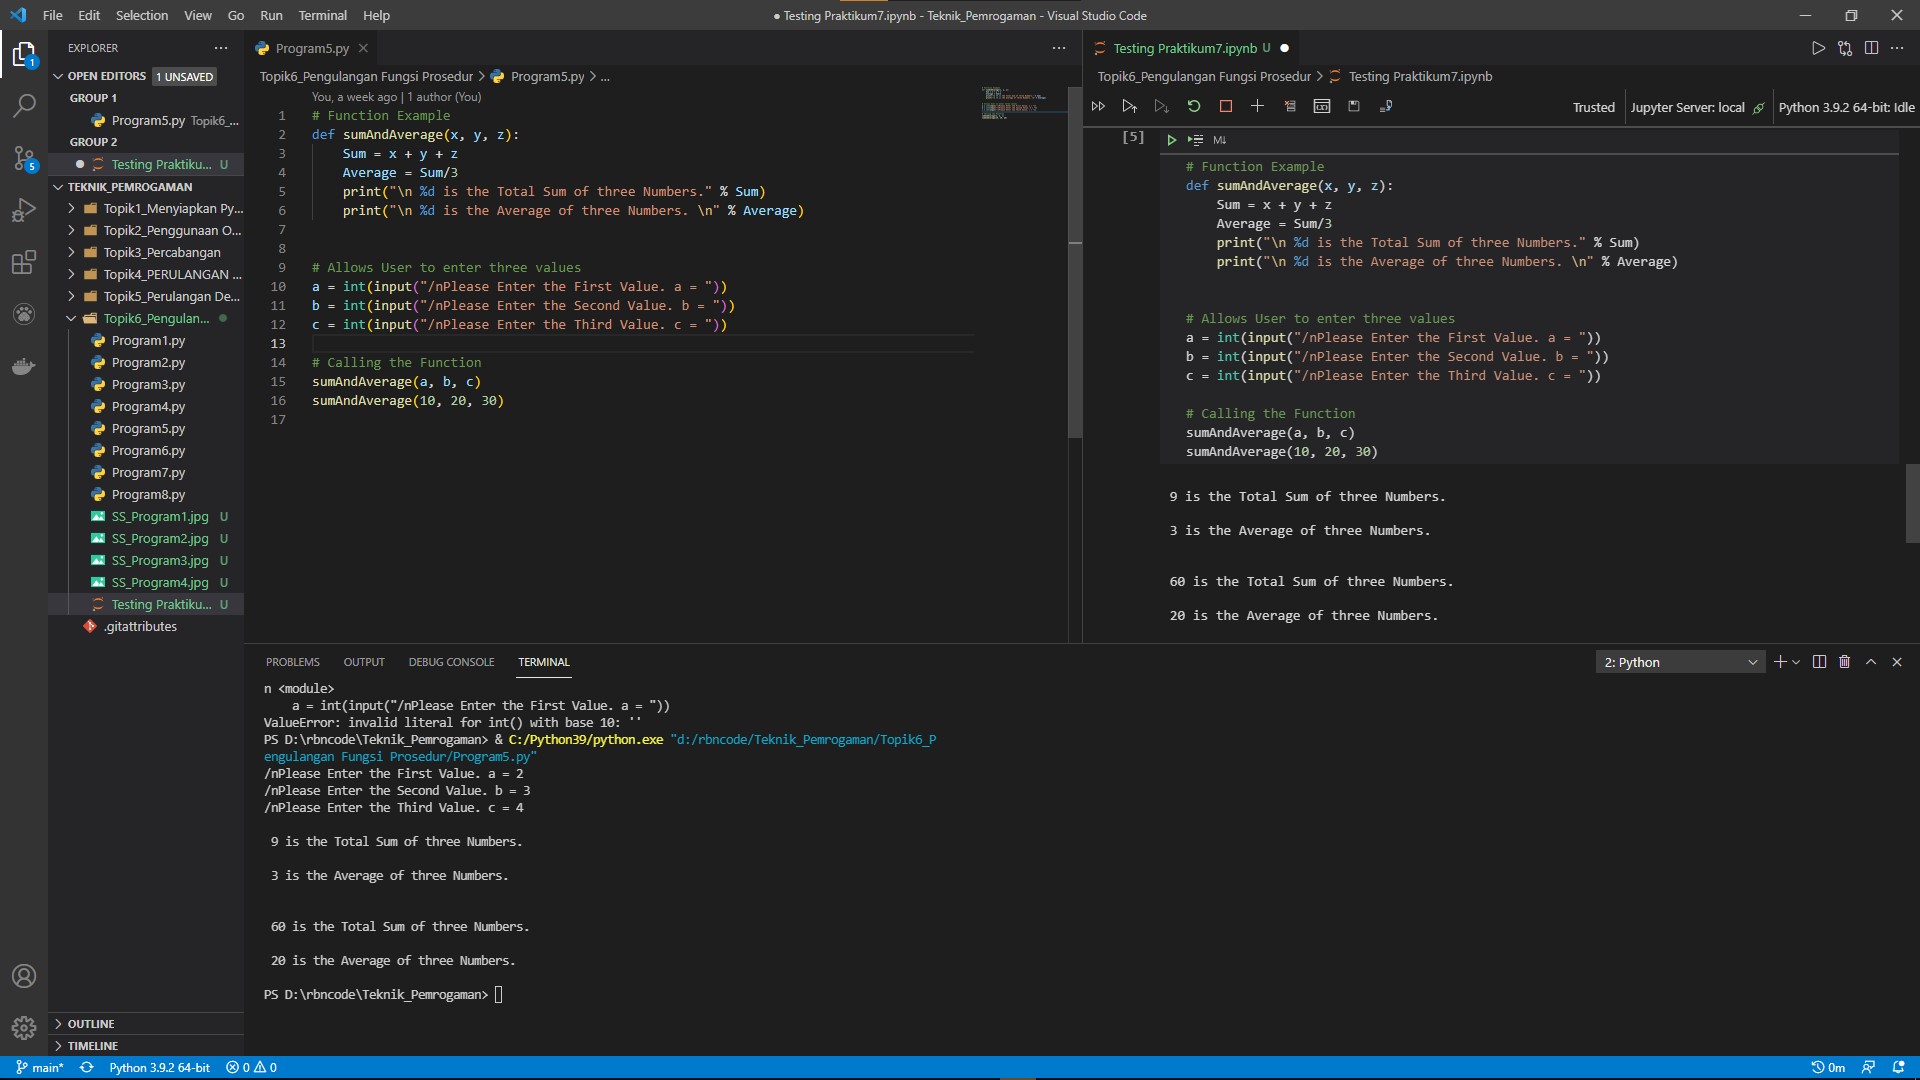 File Edit Selection View Go Run Terminal Help
● Testing Praktikum7.ipynb - Teknik_Pemrogaman - Visual Studio Code
EXPLORER
OPEN EDITORS 1 UNSAVED
GROUP 1
Program5.py Topik6_...
GROUP 2
Testing Praktiku... U
TEKNIK_PEMROGAMAN
Topik1_Menyiapkan Py...
Topik2_Penggunaan O...
Topik3_Percabangan
Topik4_PERULANGAN ...
Topik5_Perulangan De...
Topik6_Pengulan...
Program1.py
Program2.py
Program3.py
Program4.py
Program5.py
Program6.py
Program7.py
Program8.py
SS_Program1.jpg U
SS_Program2.jpg U
SS_Program3.jpg U
SS_Program4.jpg U
Testing Praktiku... U
.gitattributes
OUTLINE
TIMELINE
1
5
Program5.py
Topik6_Pengulangan Fungsi Prosedur > Program5.py > ...
You, a week ago | 1 author (You)
1 # Function Example
2 def sumAndAverage(x, y, z):
3     Sum = x + y + z
4     Average = Sum/3
5     print("\n %d is the Total Sum of three Numbers." % Sum)
6     print("\n %d is the Average of three Numbers. \n" % Average)
7
8
9 # Allows User to enter three values
10 a = int(input("/nPlease Enter the First Value. a = "))
11 b = int(input("/nPlease Enter the Second Value. b = "))
12 c = int(input("/nPlease Enter the Third Value. c = "))
13
14 # Calling the Function
15 sumAndAverage(a, b, c)
16 sumAndAverage(10, 20, 30)
17
Testing Praktikum7.ipynb U ●
Topik6_Pengulangan Fungsi Prosedur > Testing Praktikum7.ipynb
Trusted Jupyter Server: local Python 3.9.2 64-bit: Idle
[5] M↓
# Function Example
def sumAndAverage(x, y, z):
    Sum = x + y + z
    Average = Sum/3
    print("\n %d is the Total Sum of three Numbers." % Sum)
    print("\n %d is the Average of three Numbers. \n" % Average)
# Allows User to enter three values
a = int(input("/nPlease Enter the First Value. a = "))
b = int(input("/nPlease Enter the Second Value. b = "))
c = int(input("/nPlease Enter the Third Value. c = "))
# Calling the Function
sumAndAverage(a, b, c)
sumAndAverage(10, 20, 30)
9 is the Total Sum of three Numbers.
3 is the Average of three Numbers.
60 is the Total Sum of three Numbers.
20 is the Average of three Numbers.
PROBLEMS OUTPUT DEBUG CONSOLE TERMINAL
2: Python
n <module>
    a = int(input("/nPlease Enter the First Value. a = "))
ValueError: invalid literal for int() with base 10: ''
PS D:\rbncode\Teknik_Pemrogaman> & C:/Python39/python.exe "d:/rbncode/Teknik_Pemrogaman/Topik6_P
engulangan Fungsi Prosedur/Program5.py"
/nPlease Enter the First Value. a = 2
/nPlease Enter the Second Value. b = 3
/nPlease Enter the Third Value. c = 4
9 is the Total Sum of three Numbers.
3 is the Average of three Numbers.
60 is the Total Sum of three Numbers.
20 is the Average of three Numbers.
PS D:\rbncode\Teknik_Pemrogaman>
main* Python 3.9.2 64-bit 0 0
0m